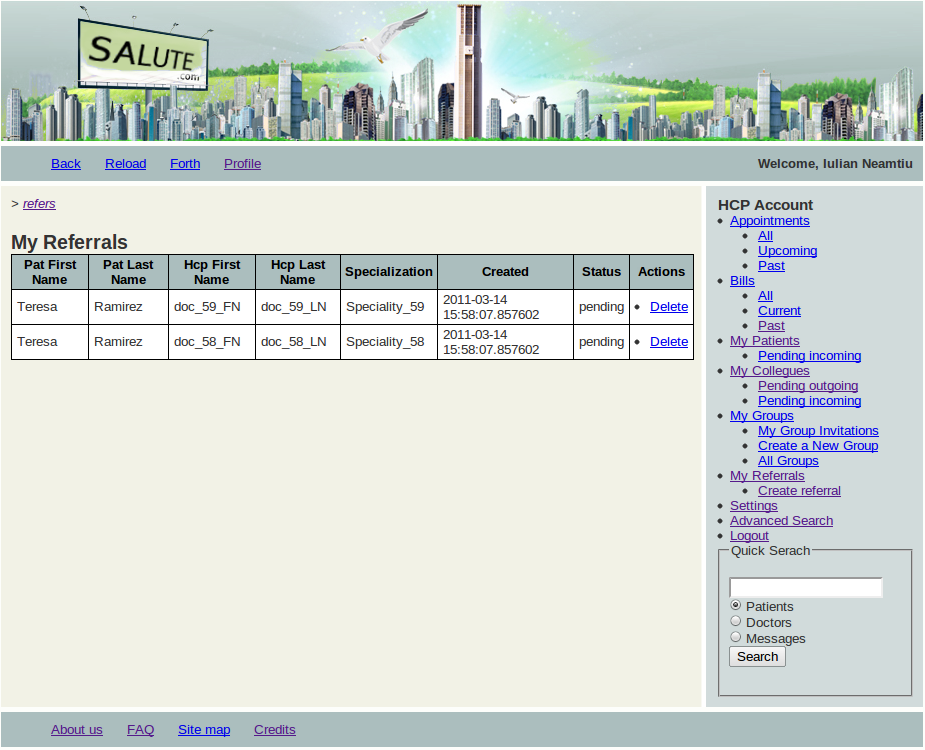 SALUTE
.com
Back Reload Forth Profile Welcome, Iulian Neamtiu
> refers
My Referrals
Pat First Name Pat Last Name Hcp First Name Hcp Last Name Specialization Created Status Actions
Teresa Ramirez doc_59_FN doc_59_LN Speciality_59 2011-03-14 15:58:07.857602 pending Delete
Teresa Ramirez doc_58_FN doc_58_LN Speciality_58 2011-03-14 15:58:07.857602 pending Delete
HCP Account
Appointments
All
Upcoming
Past
Bills
All
Current
Past
My Patients
Pending incoming
My Collegues
Pending outgoing
Pending incoming
My Groups
My Group Invitations
Create a New Group
All Groups
My Referrals
Create referral
Settings
Advanced Search
Logout
Quick Serach
Patients
Doctors
Messages
Search
About us FAQ Site map Credits